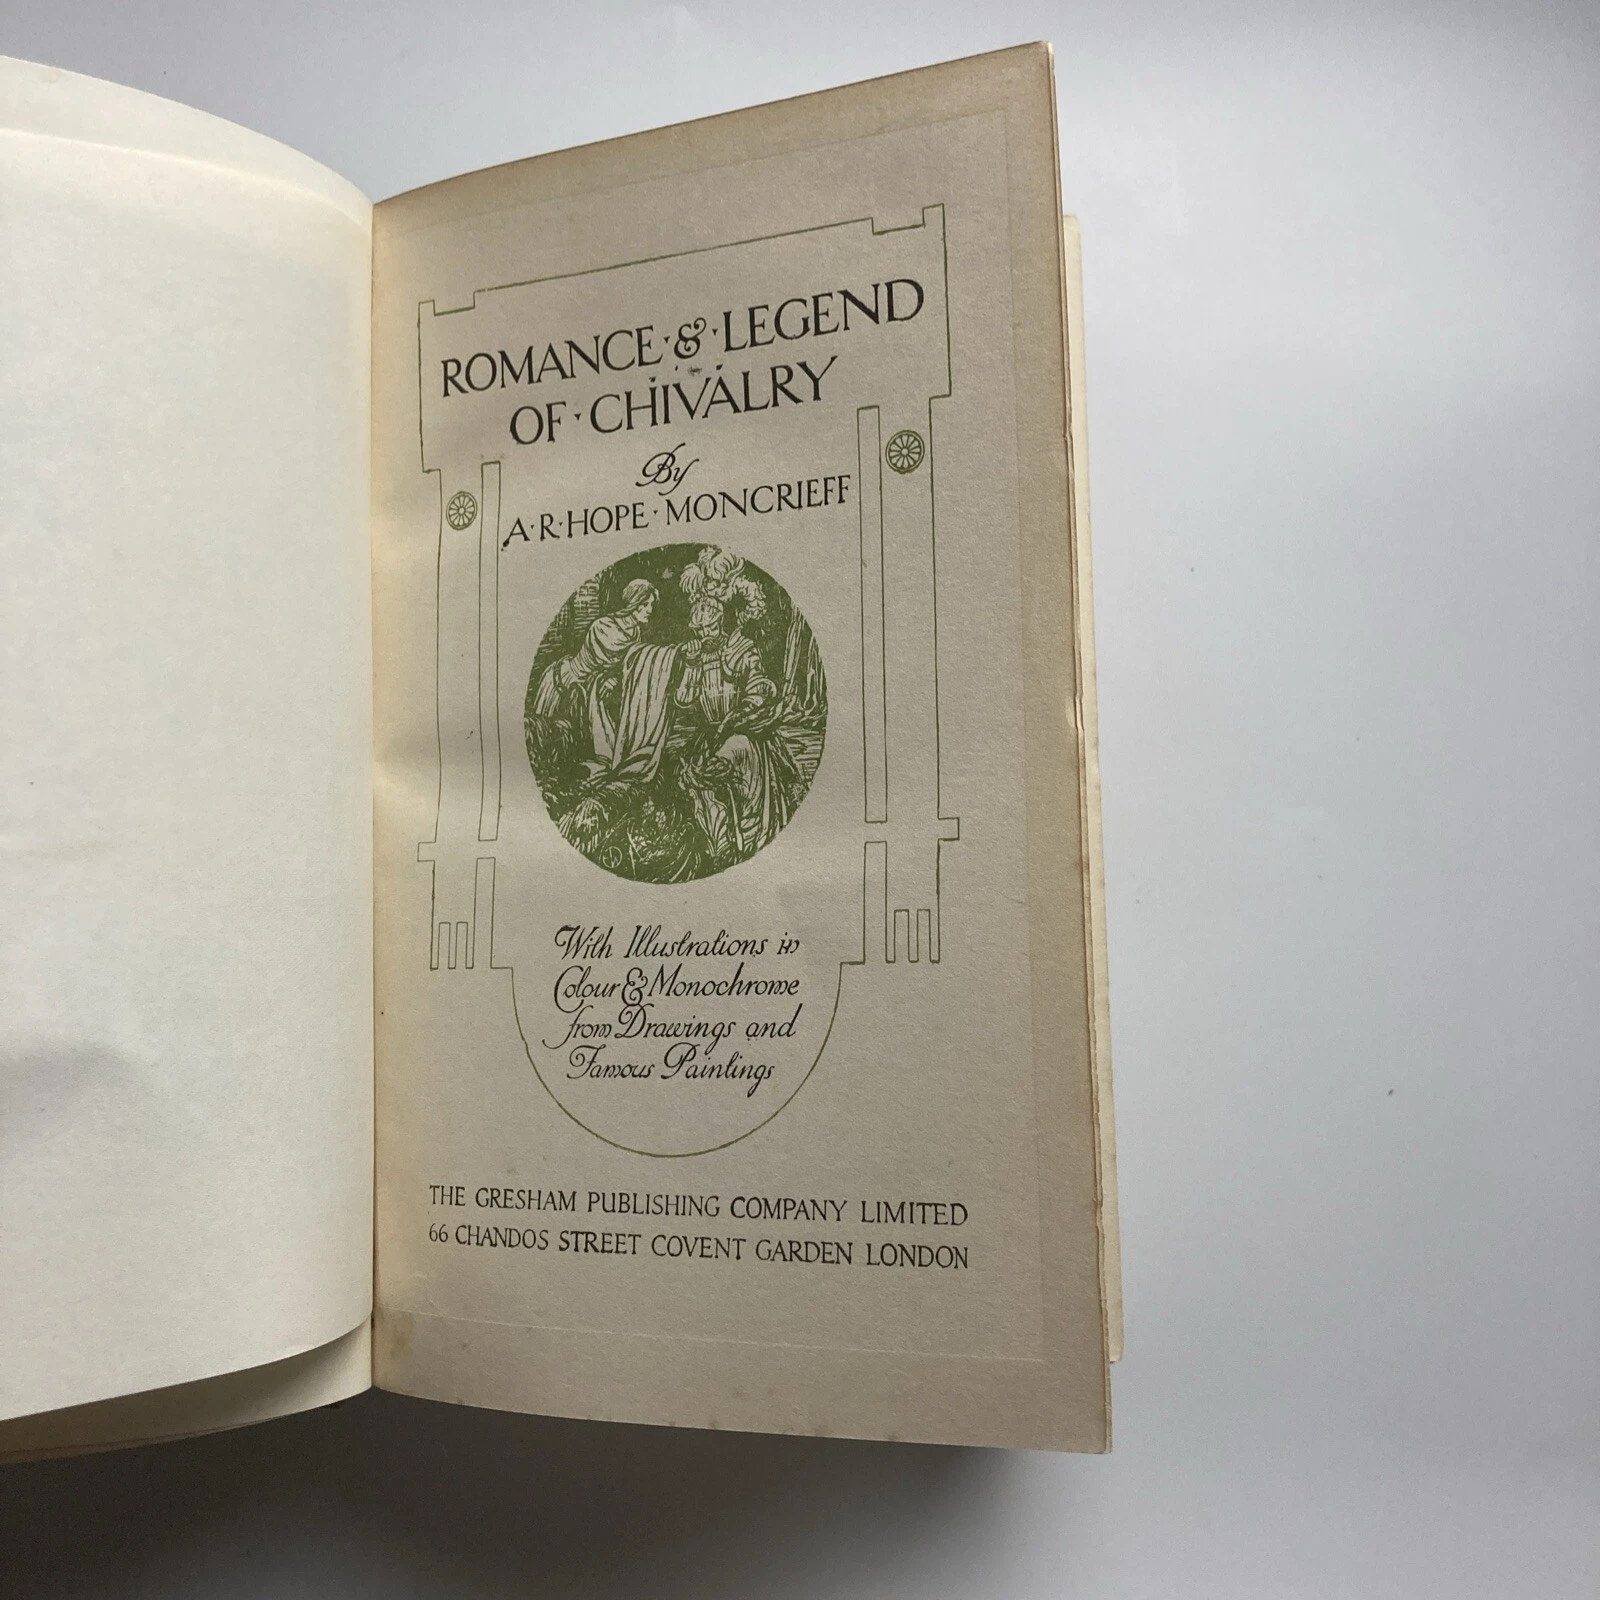 ROMANCE·&·LEGEND
OF·CHIVALRY
By
A·R·HOPE·MONCRIEFF
With Illustrations in
Colour & Monochrome
from Drawings and
Famous Paintings
THE GRESHAM PUBLISHING COMPANY LIMITED
66 CHANDOS STREET COVENT GARDEN LONDON